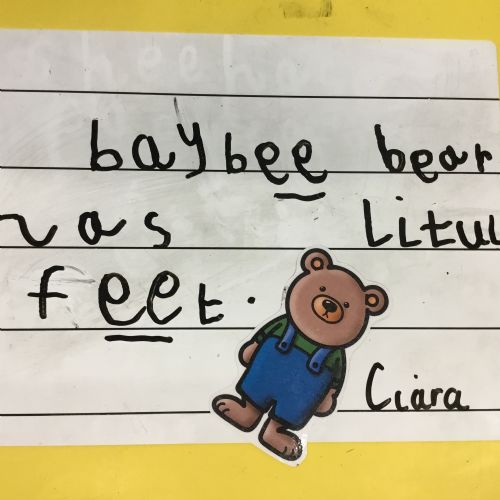 baybee bear
has Litul
feet.
Ciara